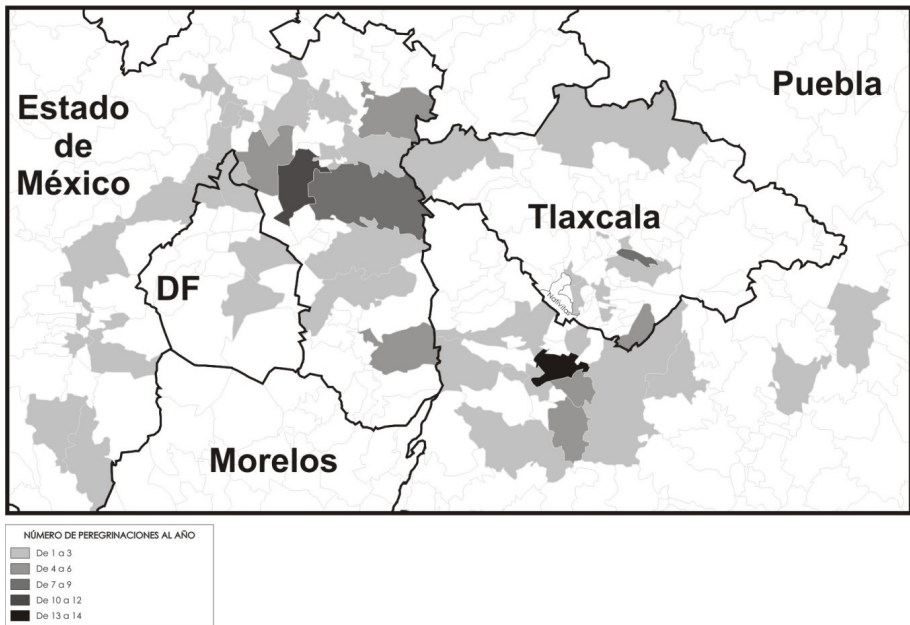 Puebla
Estado
de
México
Tlaxcala
DF
Nativitas
Morelos
NÚMERO DE PEREGRINACIONES AL AÑO
De 1 a 3
De 4 a 6
De 7 a 9
De 10 a 12
De 13 a 14